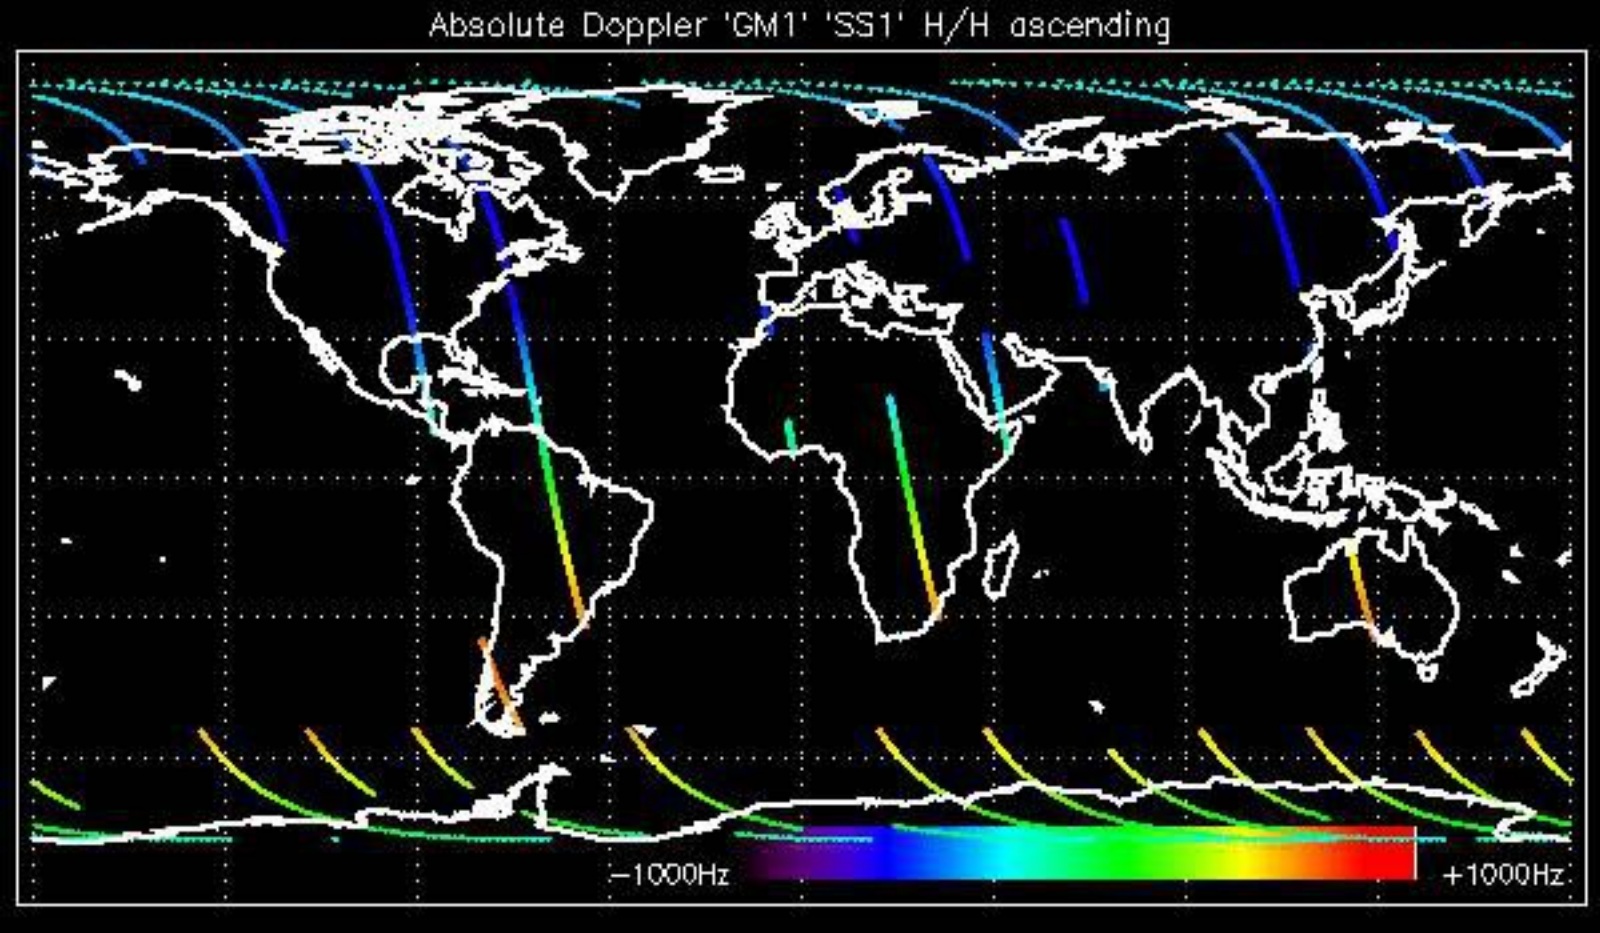 Absolute Doppler 'GM1' 'SS1' H/H ascending
−1000Hz
+1000Hz